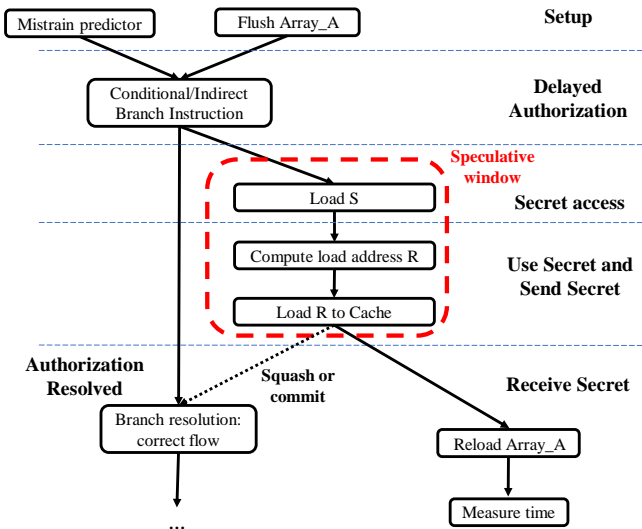 Mistrain predictor
Flush Array_A
Setup
Conditional/Indirect
Branch Instruction
Delayed
Authorization
Speculative
window
Load S
Secret access
Compute load address R
Use Secret and
Send Secret
Load R to Cache
Authorization
Resolved
Squash or
commit
Receive Secret
Branch resolution:
correct flow
Reload Array_A
Measure time
...